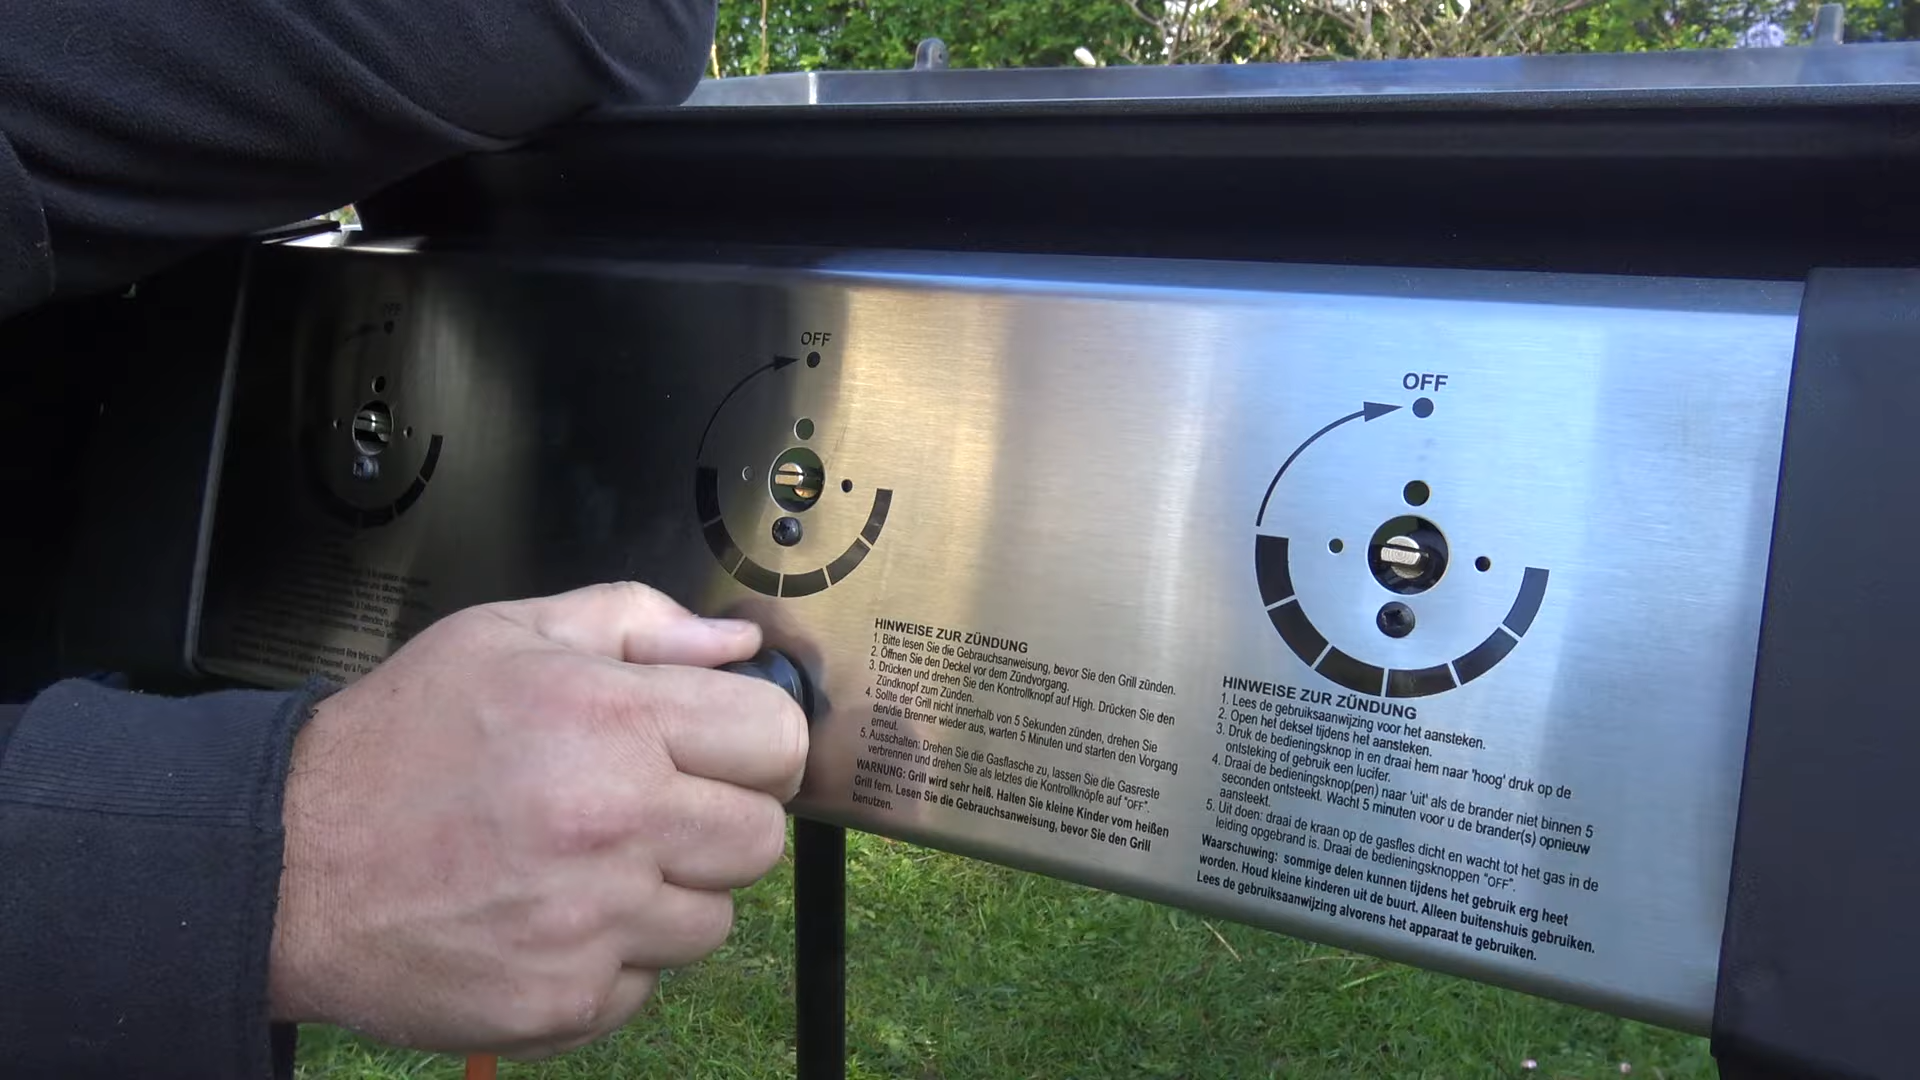 OFF
OFF
OFF
HINWEISE ZUR ZÜNDUNG
1. Bitte lesen Sie die Gebrauchsanweisung, bevor Sie den Grill zünden.
2. Öffnen Sie den Deckel vor dem Zündvorgang.
3. Drücken und drehen Sie den Kontrollknopf auf High. Drücken Sie den
Zündknopf zum Zünden.
4. Sollte der Grill nicht innerhalb von 5 Sekunden zünden, drehen Sie
den/die Brenner wieder aus, warten 5 Minuten und starten den Vorgang
erneut.
5. Ausschalten: Drehen Sie die Gasflasche zu, lassen Sie die Gasreste
verbrennen und drehen Sie als letztes die Kontrollknöpfe auf "OFF".
WARNUNG: Grill wird sehr heiß. Halten Sie kleine Kinder vom heißen
Grill fern. Lesen Sie die Gebrauchsanweisung, bevor Sie den Grill
benutzen.
HINWEISE ZUR ZÜNDUNG
1. Lees de gebruiksaanwijzing voor het aansteken.
2. Open het deksel tijdens het aansteken.
3. Druk de bedieningsknop in en draai hem naar 'hoog' druk op de
ontsteking of gebruik een lucifer.
4. Draai de bedieningsknop(pen) naar 'uit' als de brander niet binnen 5
seconden ontsteekt. Wacht 5 minuten voor u de brander(s) opnieuw
aansteekt.
5. Uit doen: draai de kraan op de gasfles dicht en wacht tot het gas in de
leiding opgebrand is. Draai de bedieningsknoppen "OFF".
Waarschuwing: sommige delen kunnen tijdens het gebruik erg heet
worden. Houd kleine kinderen uit de buurt. Alleen buitenshuis gebruiken.
Lees de gebruiksaanwijzing alvorens het apparaat te gebruiken.